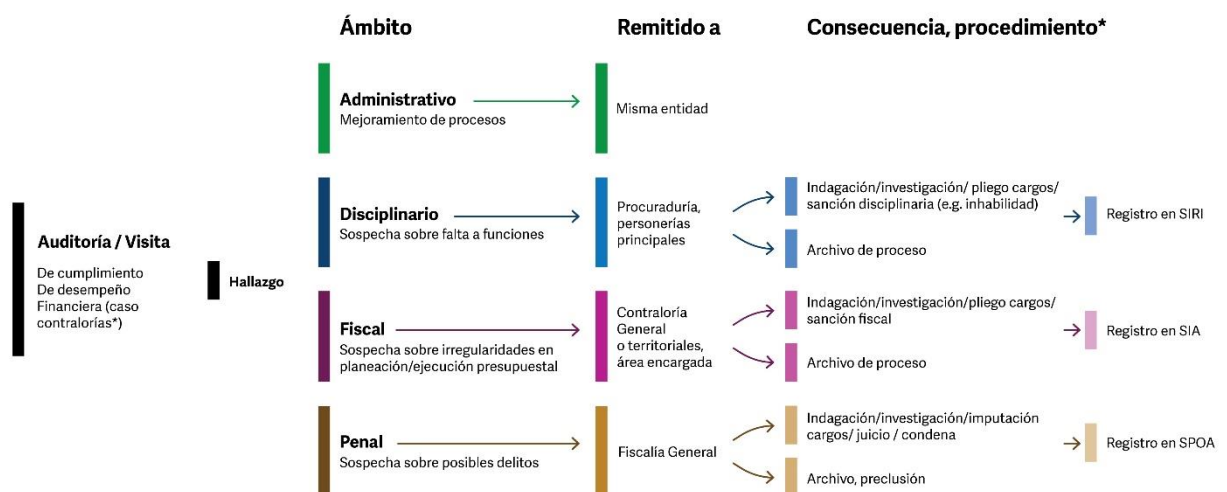 Ámbito
Remitido a
Consecuencia, procedimiento*
Auditoría / Visita
De cumplimiento
De desempeño
Financiera (caso
contralorías*)
Hallazgo
Administrativo
Mejoramiento de procesos
Misma entidad
Disciplinario
Sospecha sobre falta a funciones
Procuraduría,
personerías
principales
Indagación/investigación/ pliego cargos/
sanción disciplinaria (e.g. inhabilidad)
Archivo de proceso
Registro en SIRI
Fiscal
Sospecha sobre irregularidades en
planeación/ejecución presupuestal
Contraloría
General
o territoriales,
área encargada
Indagación/investigación/pliego cargos/
sanción fiscal
Archivo de proceso
Registro en SIA
Penal
Sospecha sobre posibles delitos
Fiscalía General
Indagación/investigación/imputación
cargos/ juicio / condena
Archivo, preclusión
Registro en SPOA